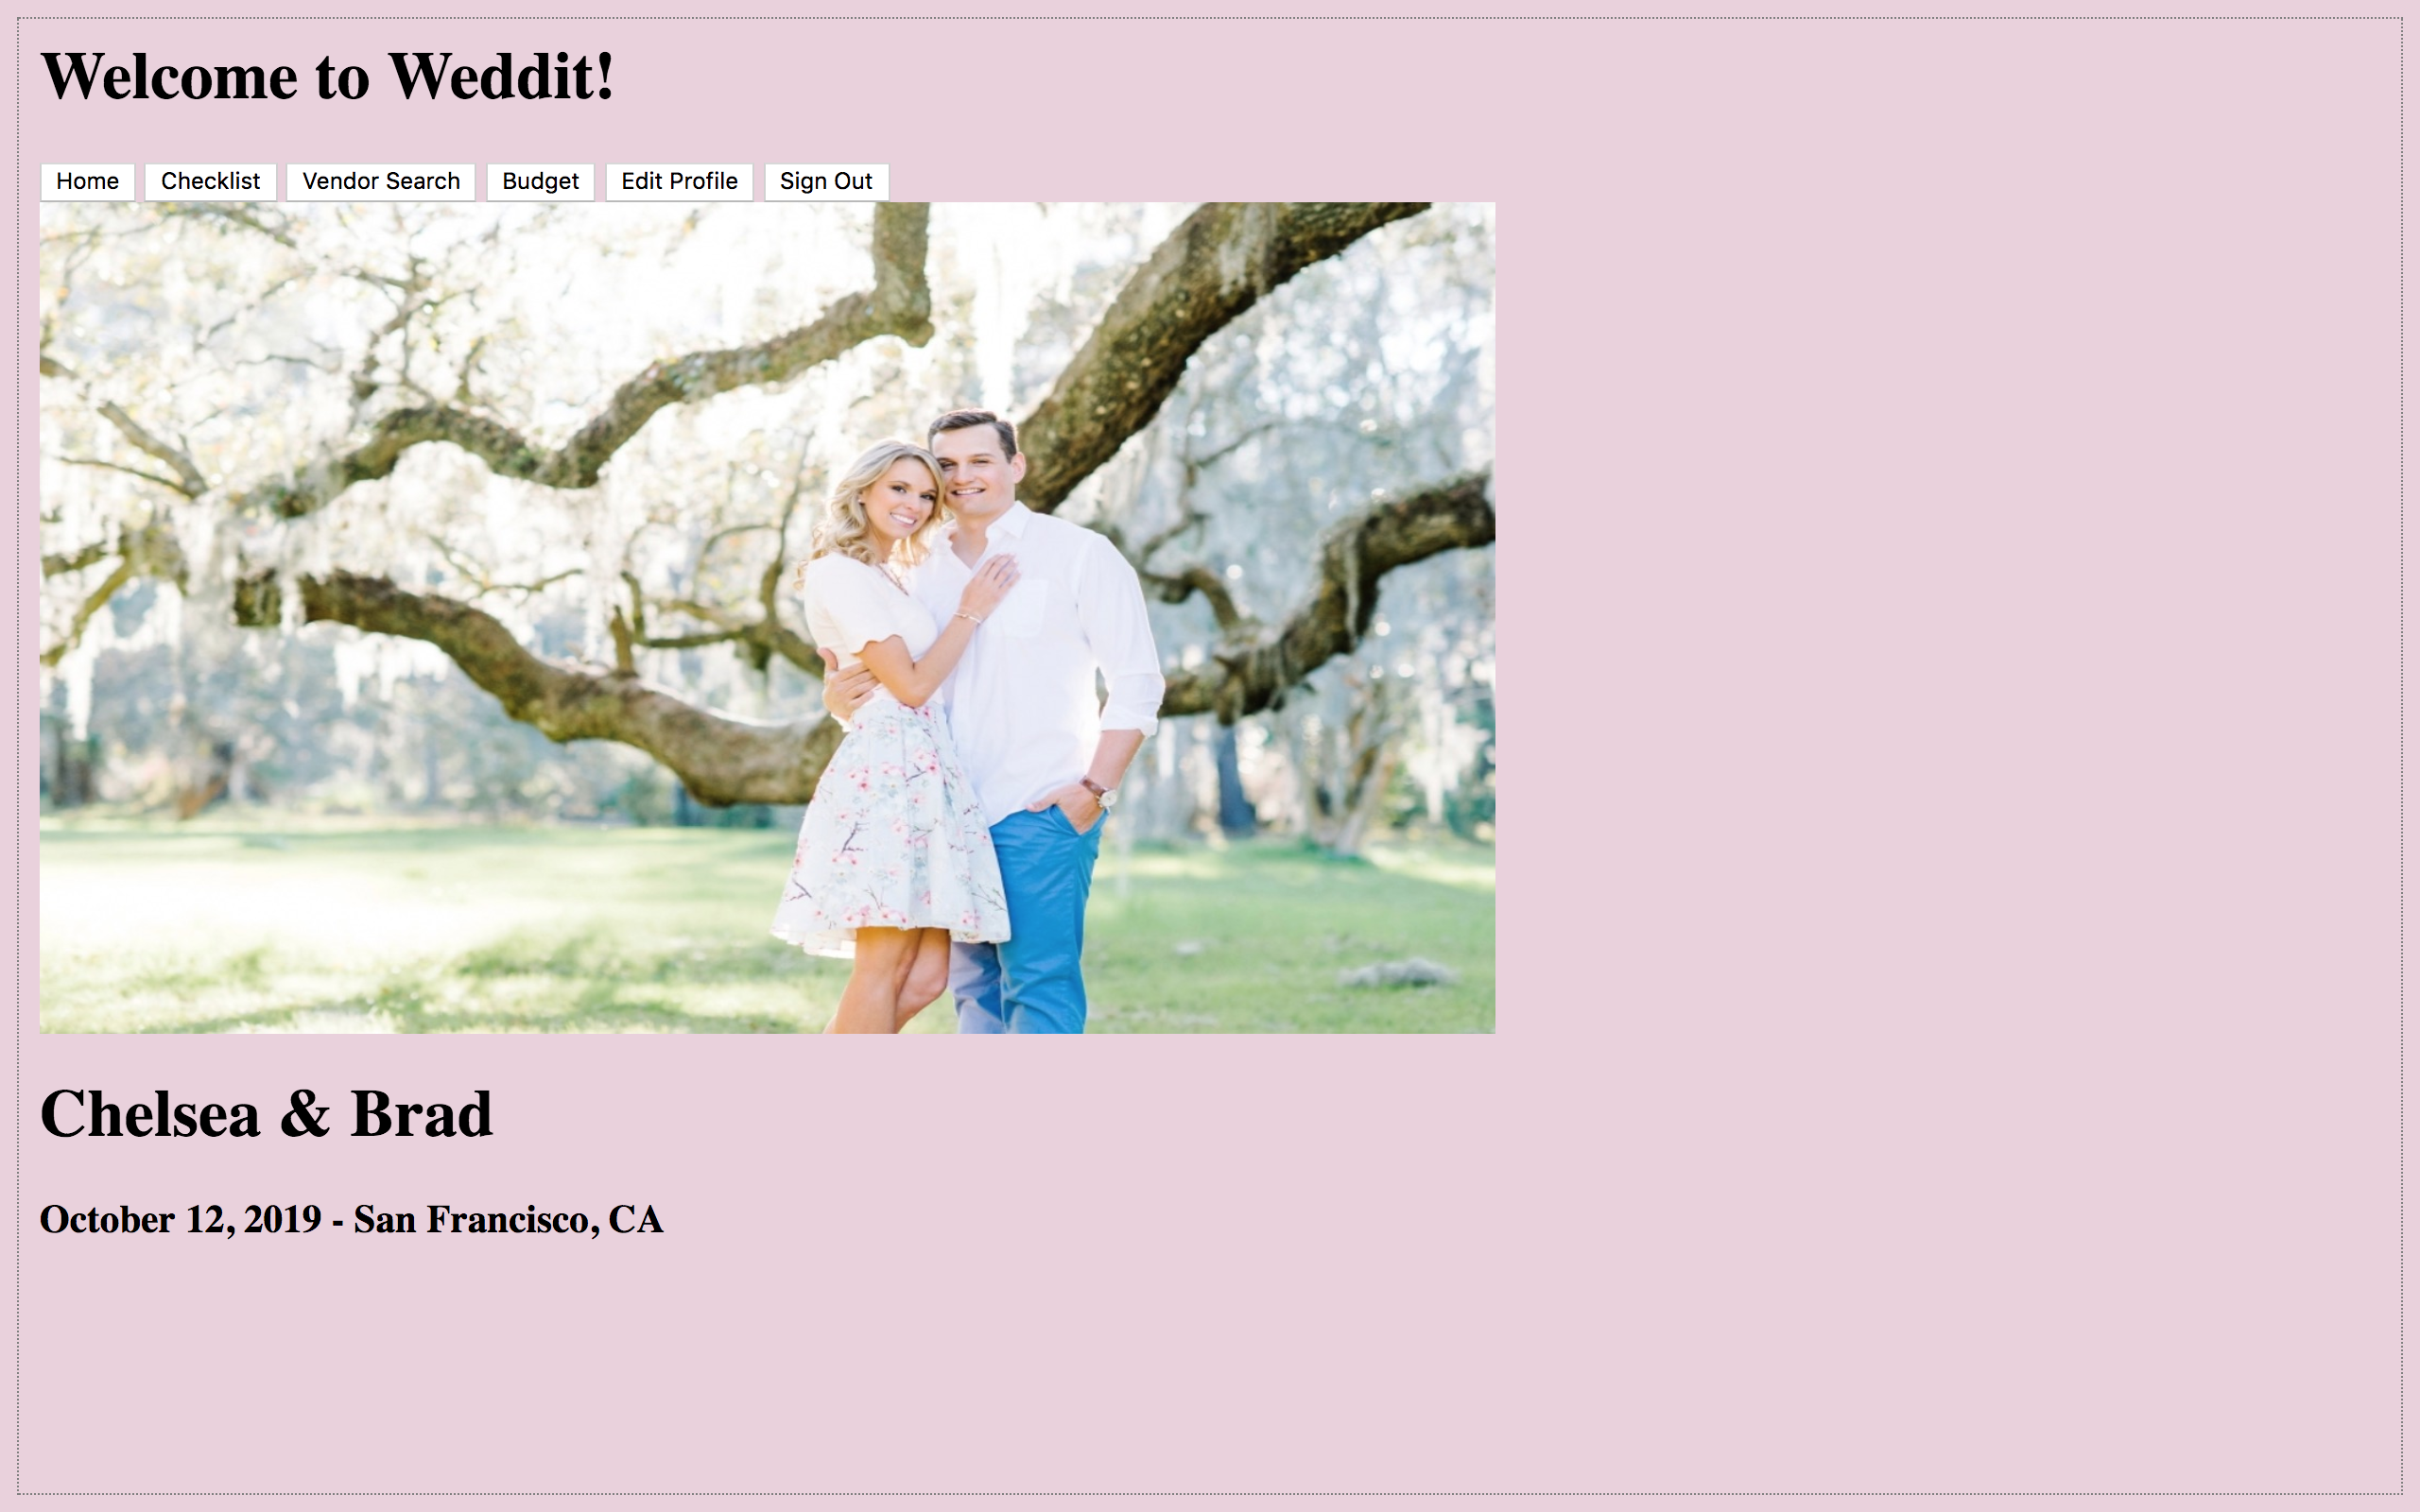 Welcome to Weddit!
Home Checklist Vendor Search Budget Edit Profile Sign Out
Chelsea & Brad
October 12, 2019 - San Francisco, CA